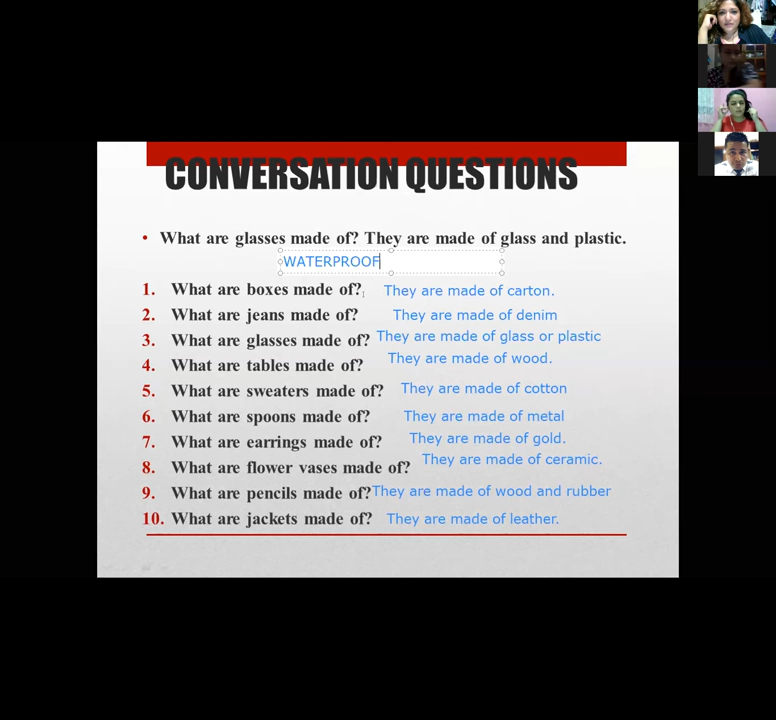 CONVERSATION QUESTIONS
• What are glasses made of? They are made of glass and plastic.
WATERPROOF
1. What are boxes made of? They are made of carton.
2. What are jeans made of? They are made of denim
3. What are glasses made of? They are made of glass or plastic
4. What are tables made of? They are made of wood.
5. What are sweaters made of? They are made of cotton
6. What are spoons made of? They are made of metal
7. What are earrings made of? They are made of gold.
8. What are flower vases made of? They are made of ceramic.
9. What are pencils made of? They are made of wood and rubber
10. What are jackets made of? They are made of leather.